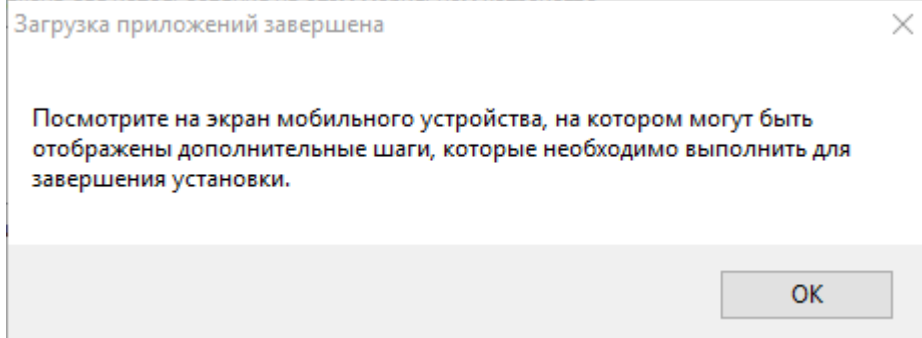 Загрузка приложений завершена
Посмотрите на экран мобильного устройства, на котором могут быть
отображены дополнительные шаги, которые необходимо выполнить для
завершения установки.
ОК